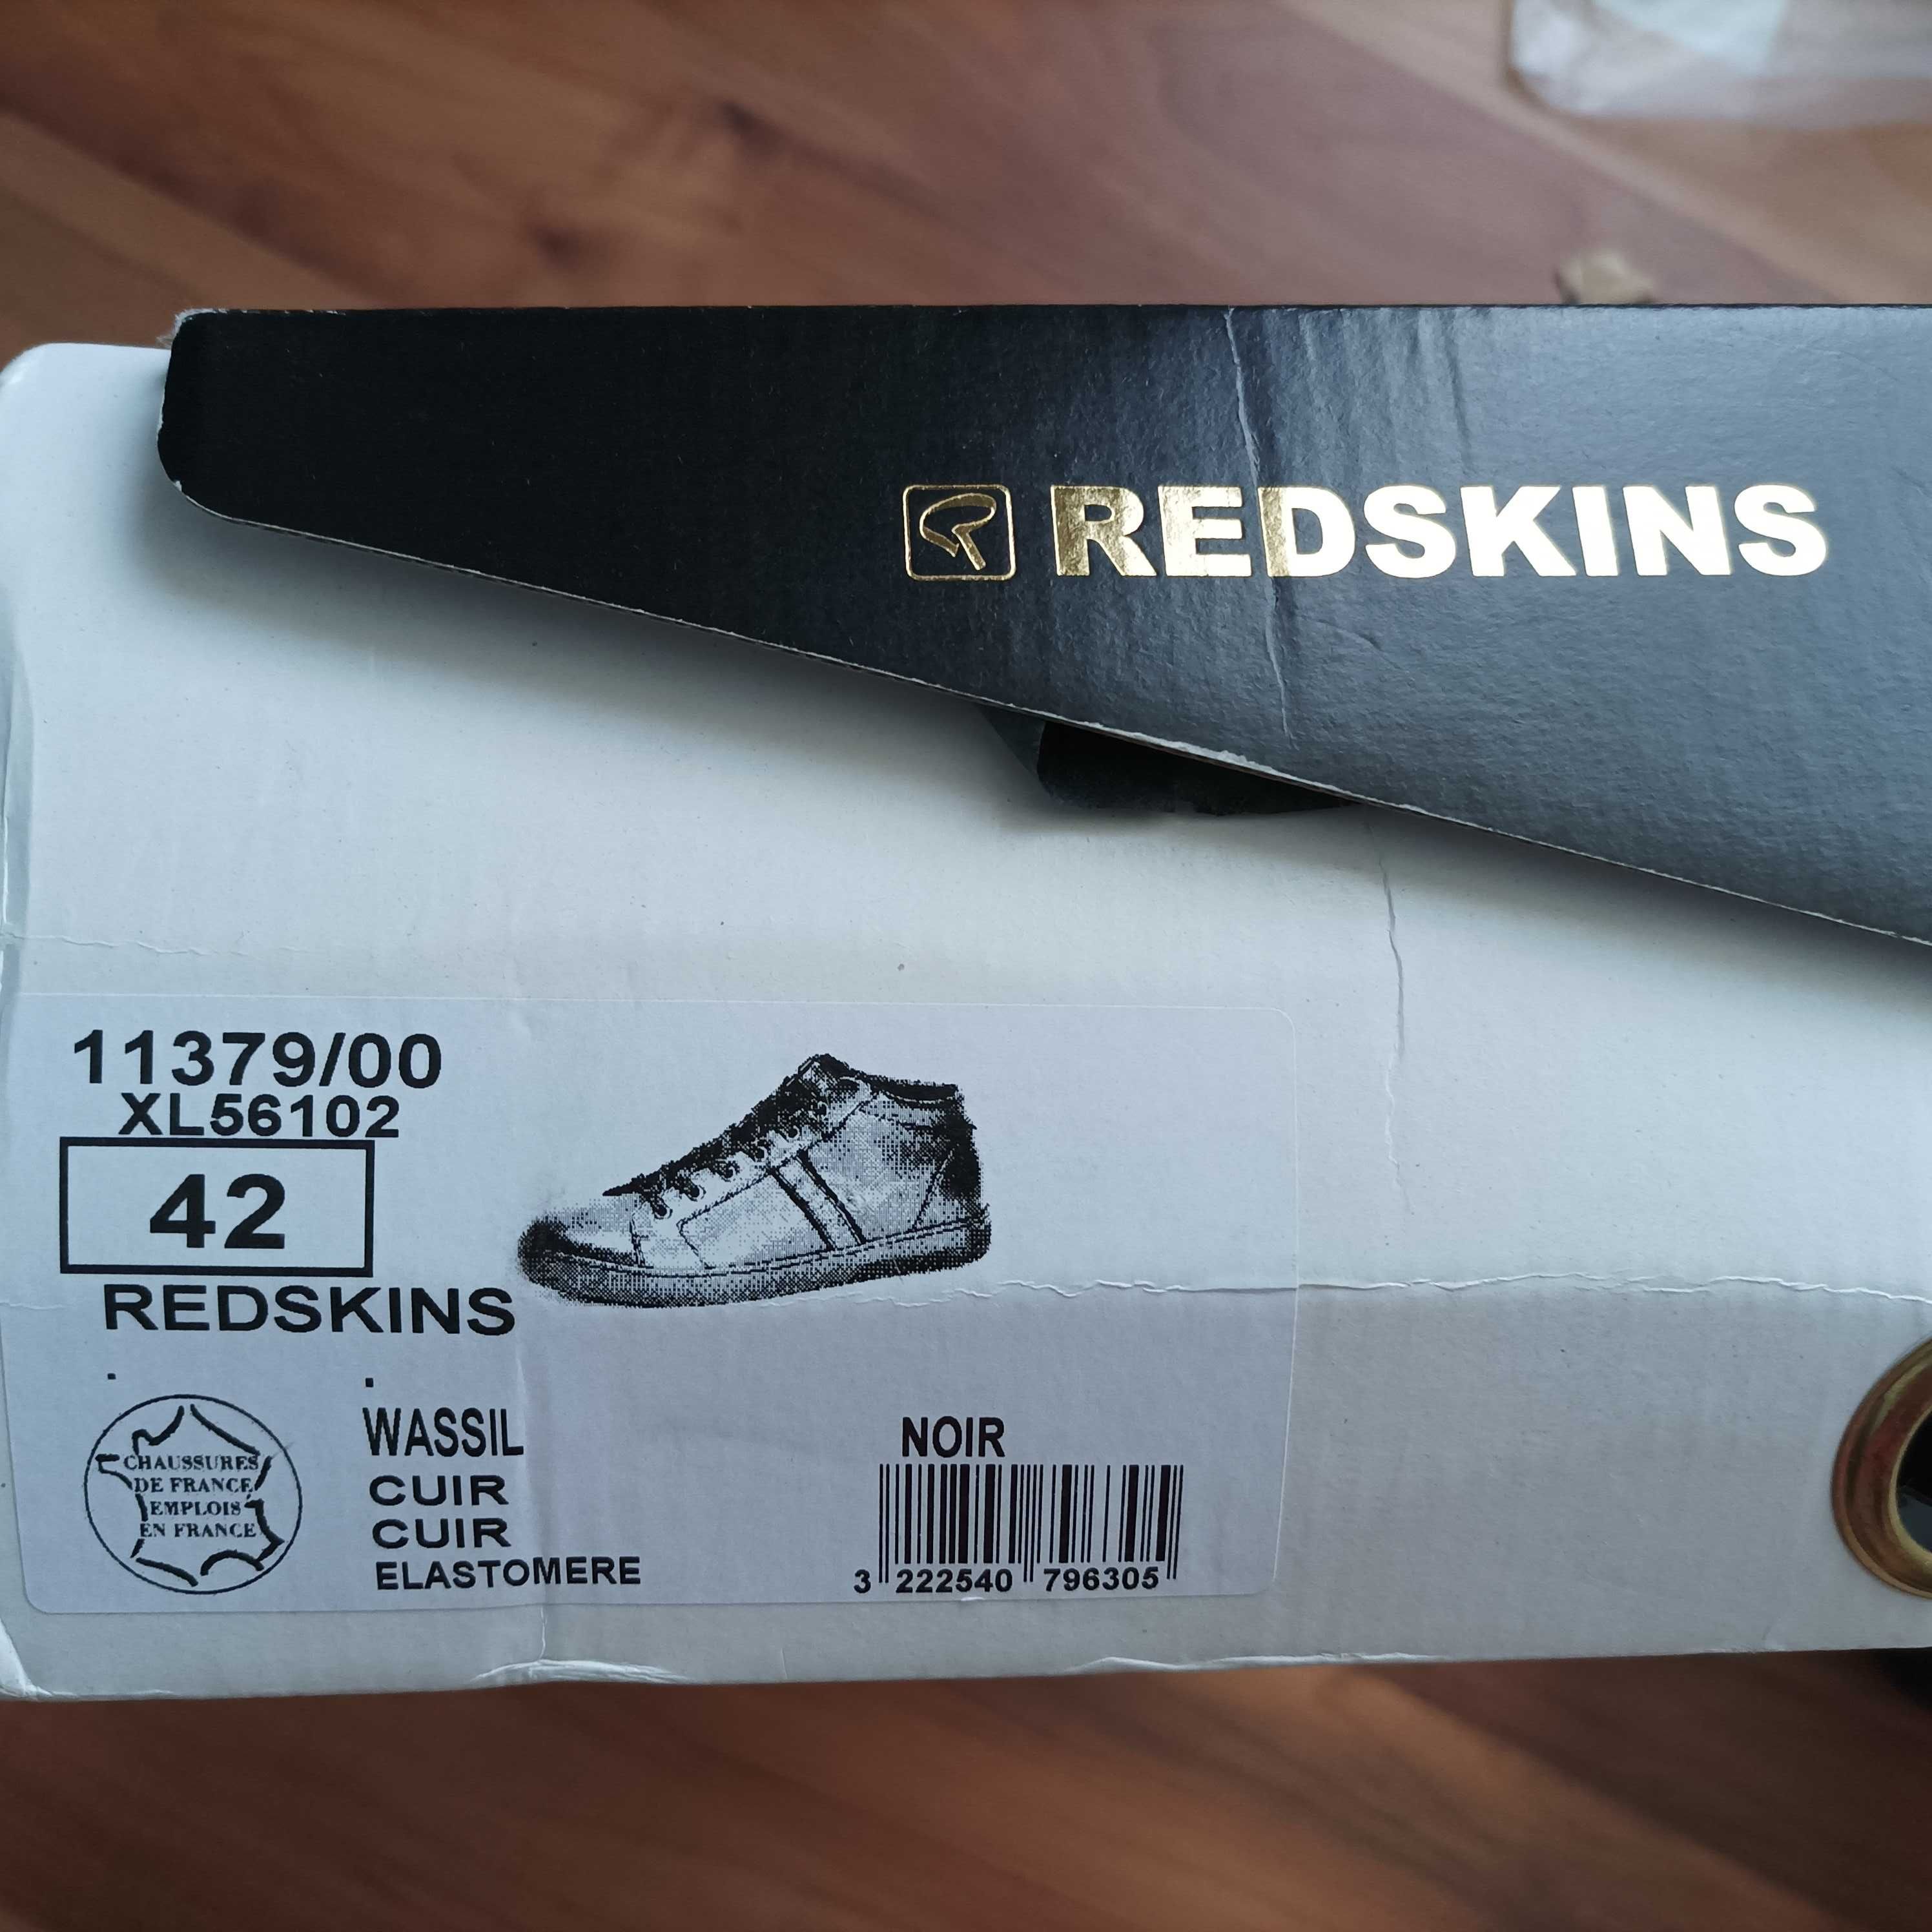 REDSKINS
11379/00
XL56102
42
REDSKINS
. .
CHAUSSURES
DE FRANCE
EMPLOIS
EN FRANCE
WASSIL
CUIR
CUIR
ELASTOMERE
NOIR
3 222540 796305